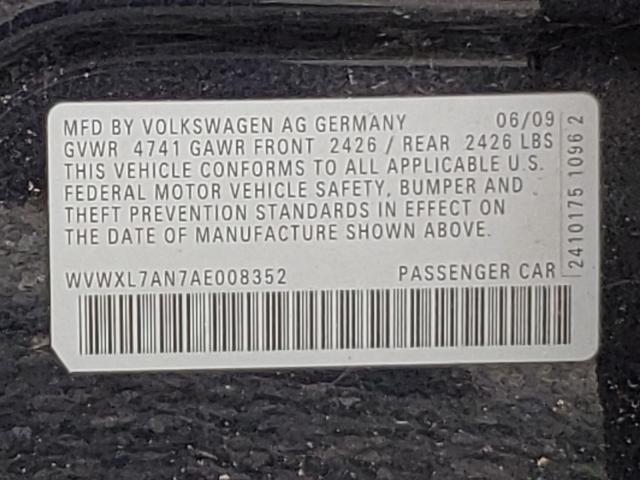 MFD BY VOLKSWAGEN AG GERMANY 06/09
GVWR 4741 GAWR FRONT 2426 / REAR 2426 LBS
THIS VEHICLE CONFORMS TO ALL APPLICABLE U.S.
FEDERAL MOTOR VEHICLE SAFETY, BUMPER AND
THEFT PREVENTION STANDARDS IN EFFECT ON
THE DATE OF MANUFACTURE SHOWN ABOVE.
WVWXL7AN7AE008352 PASSENGER CAR
2410175 1096 2